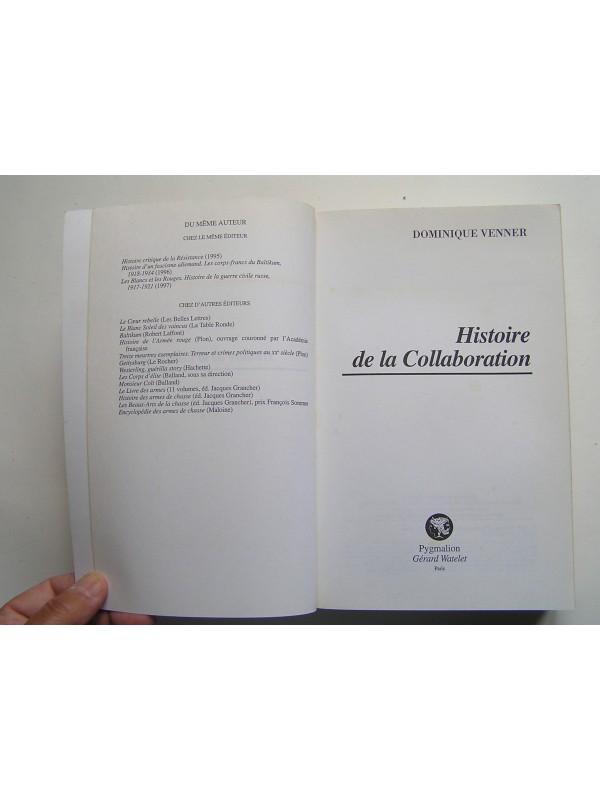 DU MÊME AUTEUR
CHEZ LE MÊME ÉDITEUR
Histoire critique de la Résistance (1995)
Histoire d'un fascisme allemand. Les corps-francs du Baltikum,
1918-1934 (1996)
Les Blancs et les Rouges. Histoire de la guerre civile russe,
1917-1921 (1997)
CHEZ D'AUTRES ÉDITEURS
Le Cœur rebelle (Les Belles Lettres)
Le Blanc Soleil des vaincus (La Table Ronde)
Baltikum (Robert Laffont)
Histoire de l'Armée rouge (Plon), ouvrage couronné par l'Académie
française
Treize meurtres exemplaires. Terreur et crimes politiques au XXe siècle (Plon)
Gettysburg (Le Rocher)
Westerling, guérilla story (Hachette)
Les Corps d'élite (Balland, sous sa direction)
Monsieur Colt (Balland)
Le Livre des armes (11 volumes, éd. Jacques Grancher)
Histoire des armes de chasse (éd. Jacques Grancher)
Les Beaux-Arts de la chasse (éd. Jacques Grancher), prix François Sommer
Encyclopédie des armes de chasse (Maloine)
DOMINIQUE VENNER
Histoire
de la Collaboration
Pygmalion
Gérard Watelet
Paris